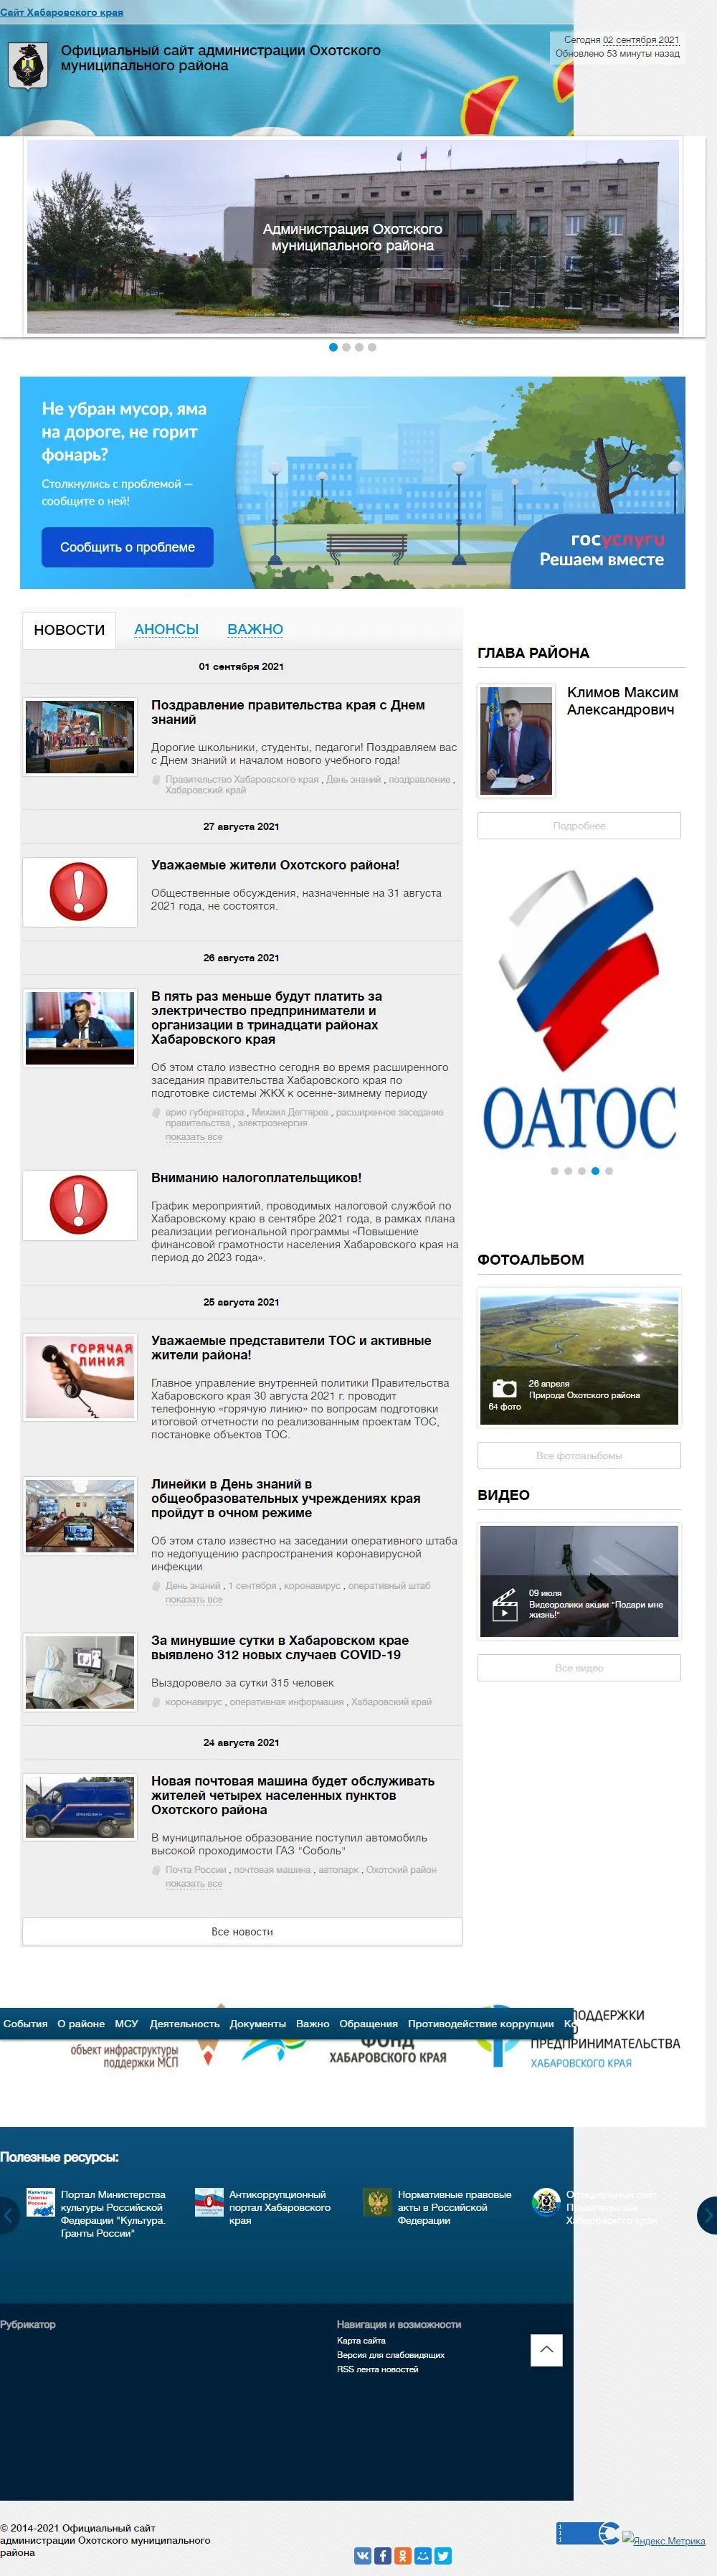 Сайт Хабаровского края
Официальный сайт администрации Охотского
муниципального района
Сегодня 02 сентября 2021
Обновлено 53 минуты назад
Администрация Охотского
муниципального района
Не убран мусор, яма
на дороге, не горит
фонарь?
Столкнулись с проблемой —
сообщите о ней!
Сообщить о проблеме
госуслуги
Решаем вместе
НОВОСТИ
АНОНСЫ
ВАЖНО
01 сентября 2021
Поздравление правительства края с Днем
знаний
Дорогие школьники, студенты, педагоги! Поздравляем вас
с Днем знаний и началом нового учебного года!
Правительство Хабаровского края , День знаний , поздравление ,
Хабаровский край
27 августа 2021
Уважаемые жители Охотского района!
Общественные обсуждения, назначенные на 31 августа
2021 года, не состоятся.
26 августа 2021
В пять раз меньше будут платить за
электричество предприниматели и
организации в тринадцати районах
Хабаровского края
Об этом стало известно сегодня во время расширенного
заседания правительства Хабаровского края по
подготовке системы ЖКХ к осенне-зимнему периоду
врио губернатора , Михаил Дегтярев , расширенное заседание
правительства , электроэнергия
показать все
Вниманию налогоплательщиков!
График мероприятий, проводимых налоговой службой по
Хабаровскому краю в сентябре 2021 года, в рамках плана
реализации региональной программы «Повышение
финансовой грамотности населения Хабаровского края на
период до 2023 года».
25 августа 2021
ГОРЯЧАЯ
ЛИНИЯ
Уважаемые представители ТОС и активные
жители района!
Главное управление внутренней политики Правительства
Хабаровского края 30 августа 2021 г. проводит
телефонную «горячую линию» по вопросам подготовки
итоговой отчетности по реализованным проектам ТОС,
постановке объектов ТОС.
Линейки в День знаний в
общеобразовательных учреждениях края
пройдут в очном режиме
Об этом стало известно на заседании оперативного штаба
по недопущению распространения коронавирусной
инфекции
День знаний , 1 сентября , коронавирус , оперативный штаб
показать все
За минувшие сутки в Хабаровском крае
выявлено 312 новых случаев COVID-19
Выздоровело за сутки 315 человек
коронавирус , оперативная информация , Хабаровский край
24 августа 2021
Новая почтовая машина будет обслуживать
жителей четырех населенных пунктов
Охотского района
В муниципальное образование поступил автомобиль
высокой проходимости ГАЗ "Соболь"
Почта России , почтовая машина , автопарк , Охотский район
показать все
Все новости
ГЛАВА РАЙОНА
Климов Максим
Александрович
Подробнее
ОАТОС
ФОТОАЛЬБОМ
26 апреля
Природа Охотского района
64 фото
Все фотоальбомы
ВИДЕО
09 июля
Видеоролики акции "Подари мне
жизнь!"
Все видео
События О районе МСУ Деятельность Документы Важно Обращения Противодействие коррупции
объект инфраструктуры
поддержки МСП
ФОНД
ХАБАРОВСКОГО КРАЯ
ПРЕДПРИНИМАТЕЛЬСТВА
ХАБАРОВСКОГО КРАЯ
Полезные ресурсы:
Портал Министерства
культуры Российской
Федерации "Культура.
Гранты России"
Антикоррупционный
портал Хабаровского
края
Нормативные правовые
акты в Российской
Федерации
Рубрикатор
Навигация и возможности
Карта сайта
Версия для слабовидящих
RSS лента новостей
© 2014-2021 Официальный сайт
администрации Охотского муниципального
района
Яндекс.Метрика